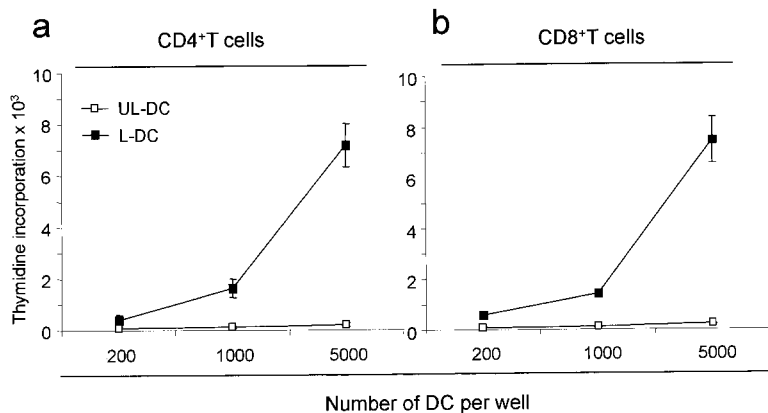 a
CD4⁺T cells
b
CD8⁺T cells
Thymidine incorporation x 10³
10
8
6
4
2
0
UL-DC
L-DC
200
1000
5000
10
8
6
4
2
0
200
1000
5000
Number of DC per well